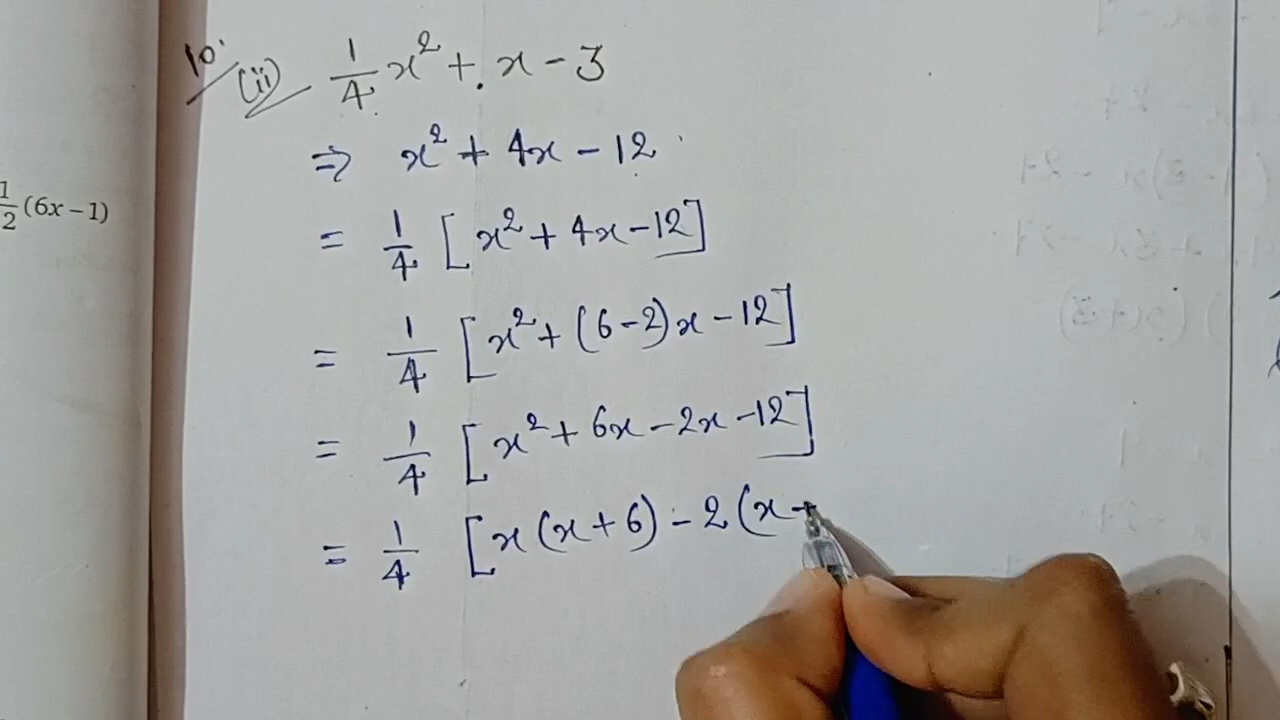 1/2 (6x – 1)
10. (ii) 1/4 x² + x − 3
⇒ x² + 4x − 12
= 1/4 [x² + 4x − 12]
= 1/4 [x² + (6 − 2)x − 12]
= 1/4 [x² + 6x − 2x − 12]
= 1/4 [x(x + 6) − 2(x +